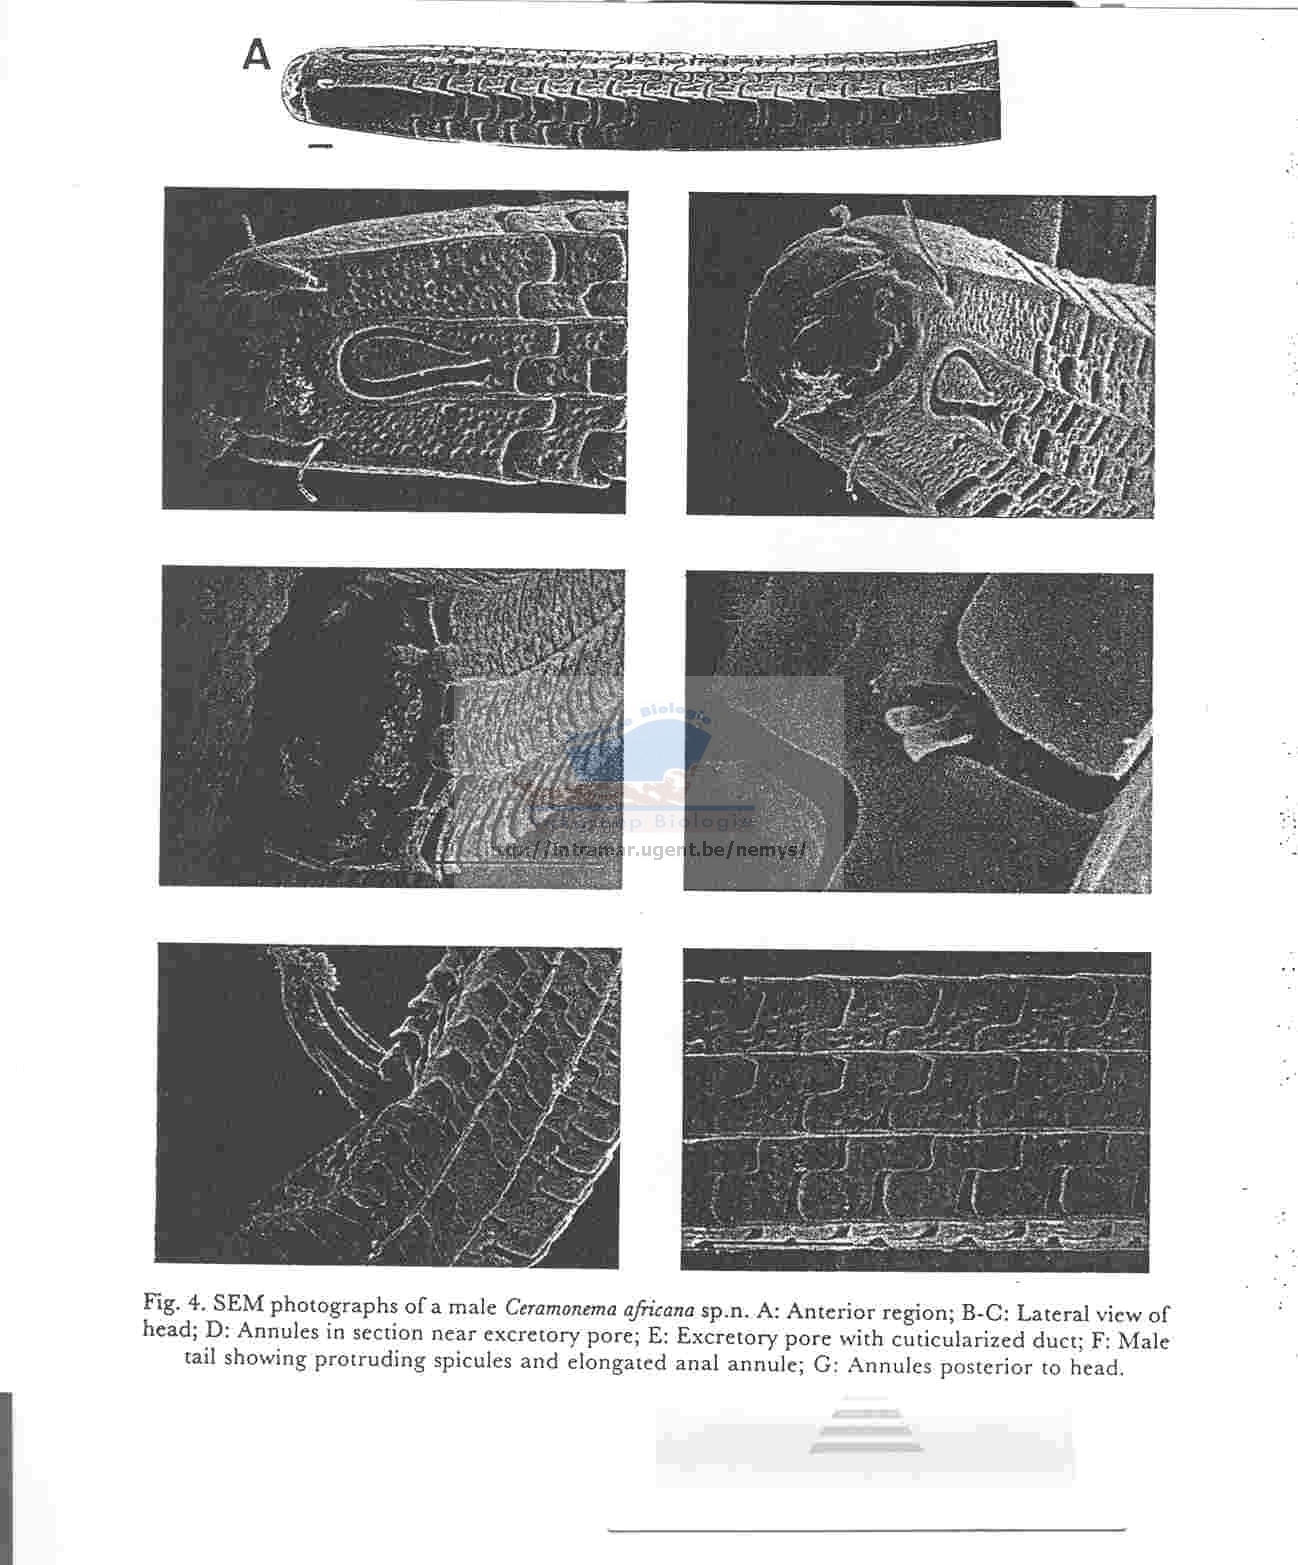 A
Biologie
Biologie
http://intramar.ugent.be/nemys/
Fig. 4. SEM photographs of a male Ceramonema africana sp.n. A: Anterior region; B-C: Lateral view of
head; D: Annules in section near excretory pore; E: Excretory pore with cuticularized duct; F: Male
tail showing protruding spicules and elongated anal annule; G: Annules posterior to head.